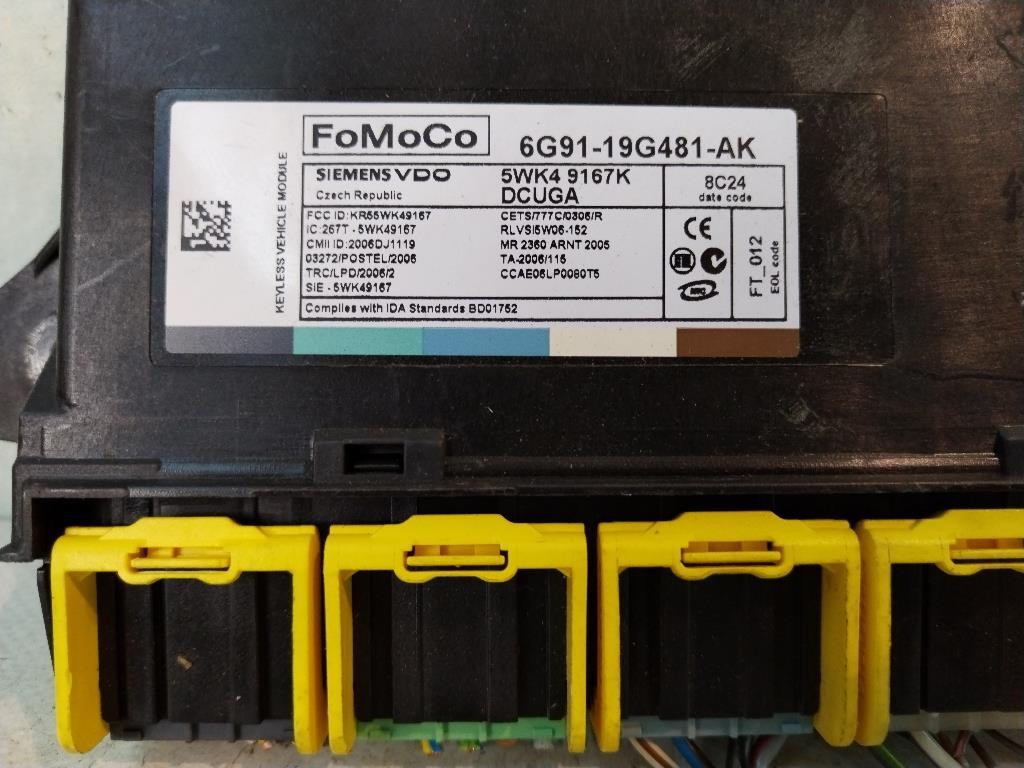 KEYLESS VEHICLE MODULE
FoMoCo
6G91-19G481-AK
SIEMENS VDO
Czech Republic
5WK4 9167K
DCUGA
8C24
date code
FCC ID:KR55WK49167
IC:267T - 5WK49167
CMII ID:2006DJ1119
03272/POSTEL/2006
TRC/LPD/2006/2
SIE - 5WK49167
CETS/777C/0306/R
RLVSI5W06-152
MR 2360 ARNT 2005
TA-2006/115
CCAE06LP0080T5
CE
FT_012
EOL code
Complies with IDA Standards BD01752